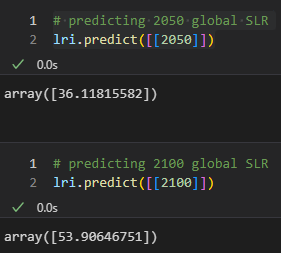 1 # predicting 2050 global SLR
2 lri.predict([[2050]])
0.0s
array([36.11815582])
1 # predicting 2100 global SLR
2 lri.predict([[2100]])
0.0s
array([53.90646751])